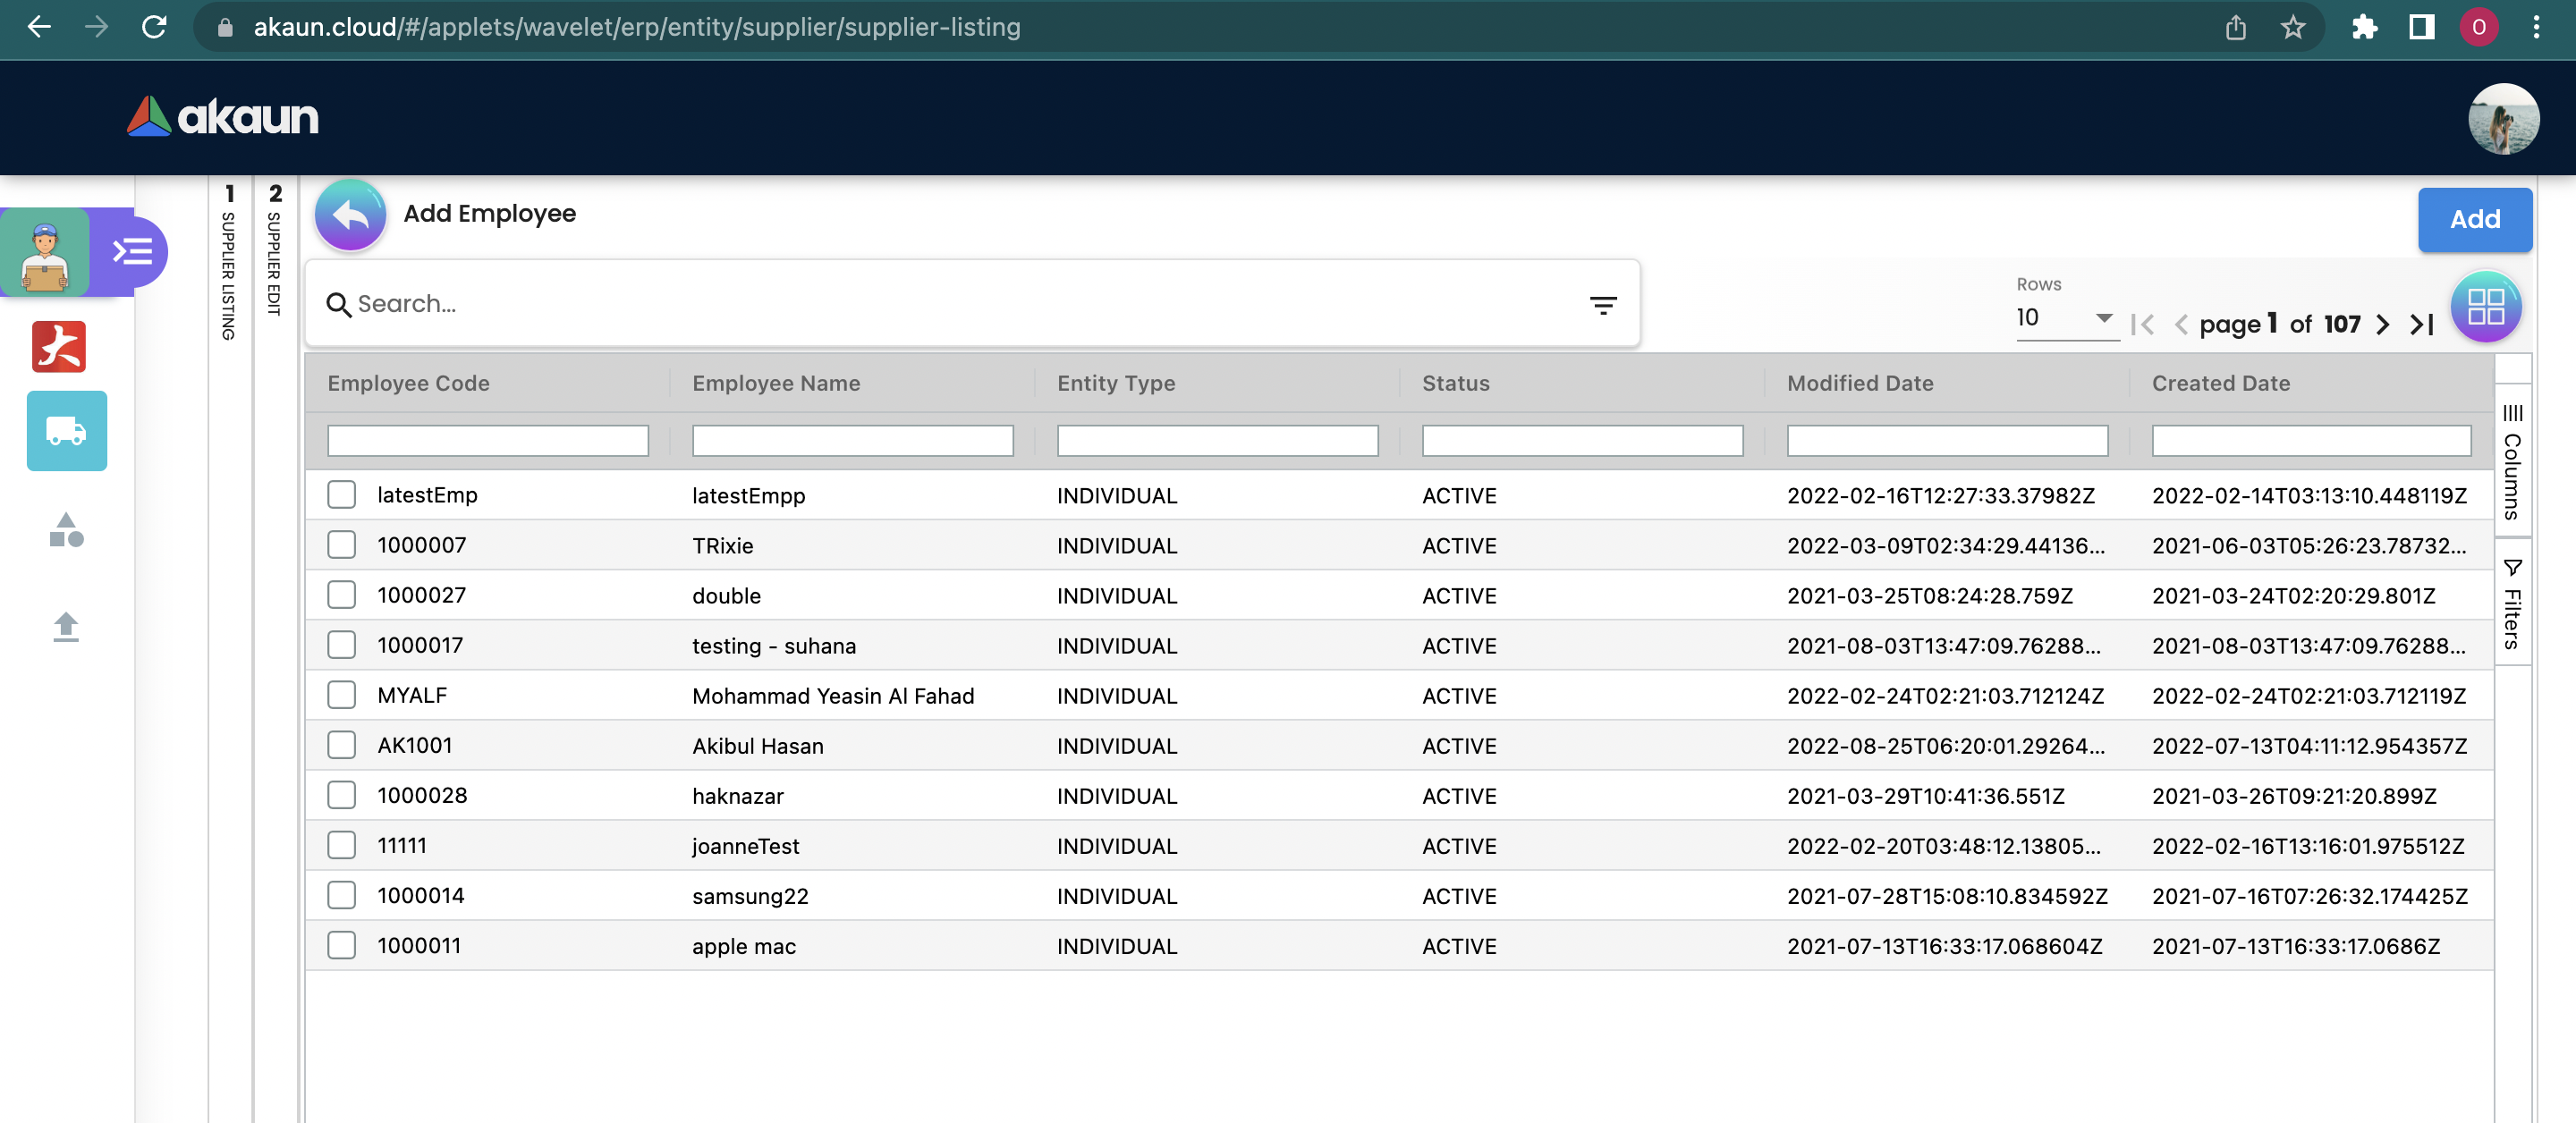 akaun.cloud/#/applets/wavelet/erp/entity/supplier/supplier-listing
O
akaun
1 SUPPLIER LISTING
2 SUPPLIER EDIT
Add Employee
Add
Search...
Rows
10
page 1 of 107
Employee Code Employee Name Entity Type Status Modified Date Created Date
latestEmp latestEmpp INDIVIDUAL ACTIVE 2022-02-16T12:27:33.37982Z 2022-02-14T03:13:10.448119Z
1000007 TRixie INDIVIDUAL ACTIVE 2022-03-09T02:34:29.44136... 2021-06-03T05:26:23.78732...
1000027 double INDIVIDUAL ACTIVE 2021-03-25T08:24:28.759Z 2021-03-24T02:20:29.801Z
1000017 testing - suhana INDIVIDUAL ACTIVE 2021-08-03T13:47:09.76288... 2021-08-03T13:47:09.76288...
MYALF Mohammad Yeasin Al Fahad INDIVIDUAL ACTIVE 2022-02-24T02:21:03.712124Z 2022-02-24T02:21:03.712119Z
AK1001 Akibul Hasan INDIVIDUAL ACTIVE 2022-08-25T06:20:01.29264... 2022-07-13T04:11:12.954357Z
1000028 haknazar INDIVIDUAL ACTIVE 2021-03-29T10:41:36.551Z 2021-03-26T09:21:20.899Z
11111 joanneTest INDIVIDUAL ACTIVE 2022-02-20T03:48:12.13805... 2022-02-16T13:16:01.975512Z
1000014 samsung22 INDIVIDUAL ACTIVE 2021-07-28T15:08:10.834592Z 2021-07-16T07:26:32.174425Z
1000011 apple mac INDIVIDUAL ACTIVE 2021-07-13T16:33:17.068604Z 2021-07-13T16:33:17.0686Z
Columns
Filters